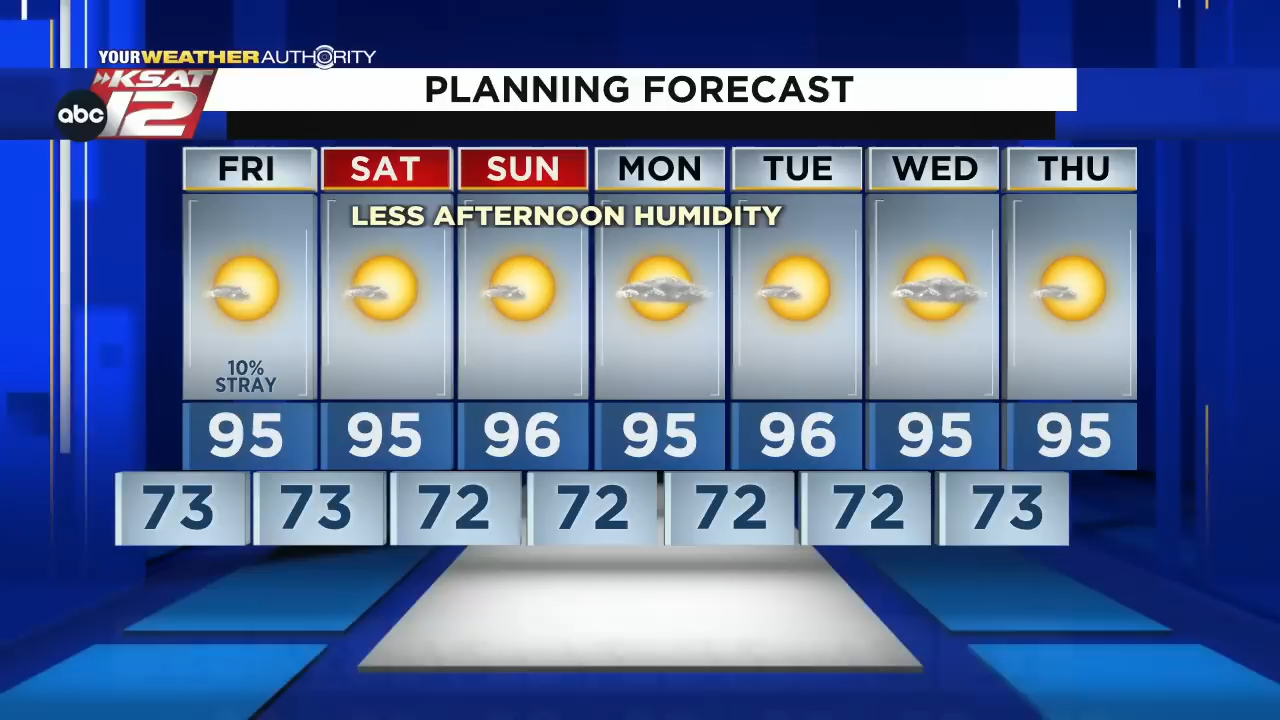 YOURWEATHERAUTHORITY
KSAT
abc
12
PLANNING FORECAST
FRI SAT SUN MON TUE WED THU
LESS AFTERNOON HUMIDITY
10%
STRAY
95 95 96 95 96 95 95
73 73 72 72 72 72 73